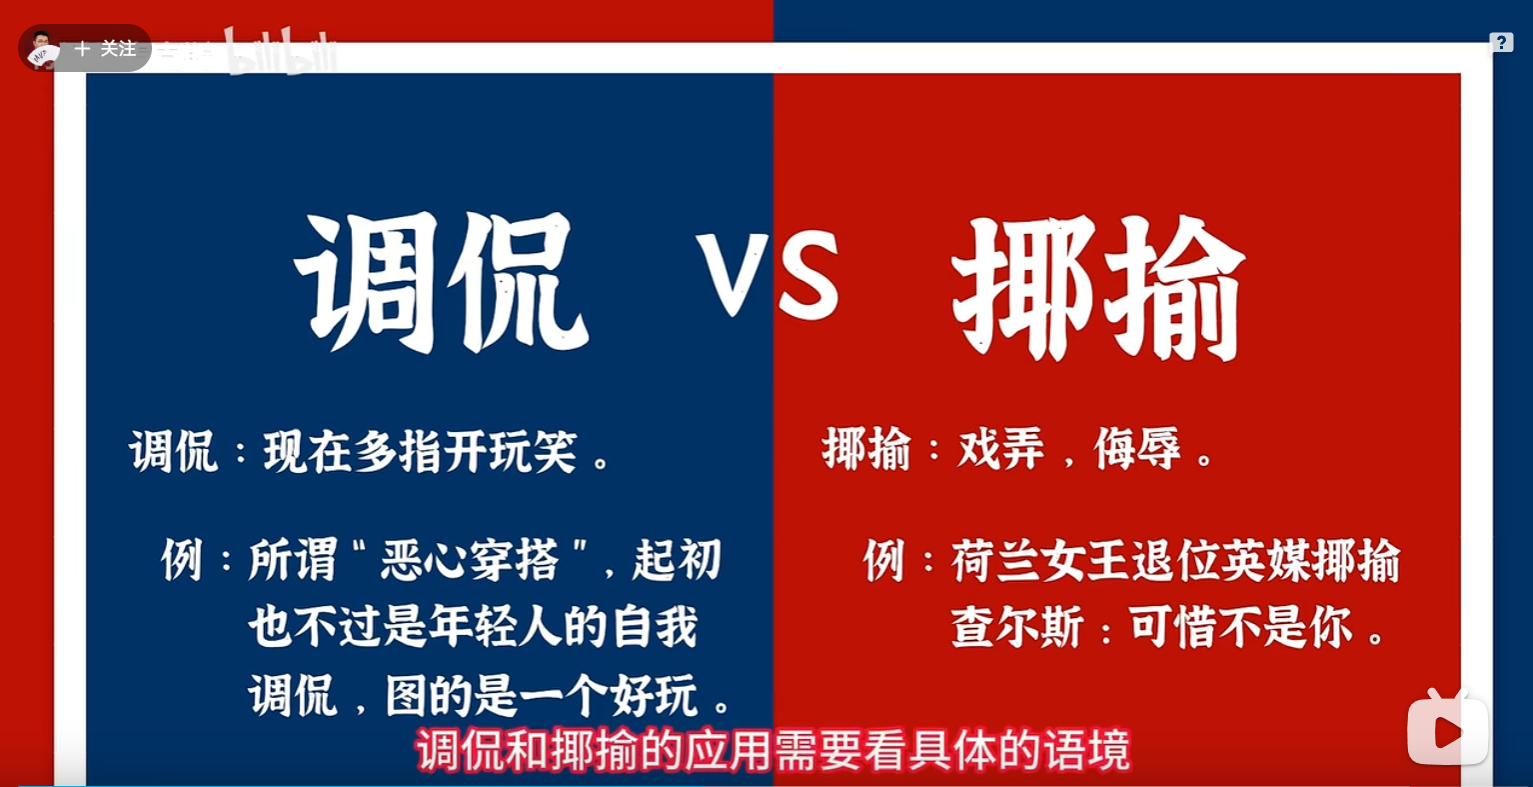 + 关注
bilibili
?
调侃 VS 揶揄
调侃：现在多指开玩笑。
例：所谓“恶心穿搭”，起初
也不过是年轻人的自我
调侃，图的是一个好玩。
揶揄：戏弄，侮辱。
例：荷兰女王退位英媒揶揄
查尔斯：可惜不是你。
调侃和揶揄的应用需要看具体的语境